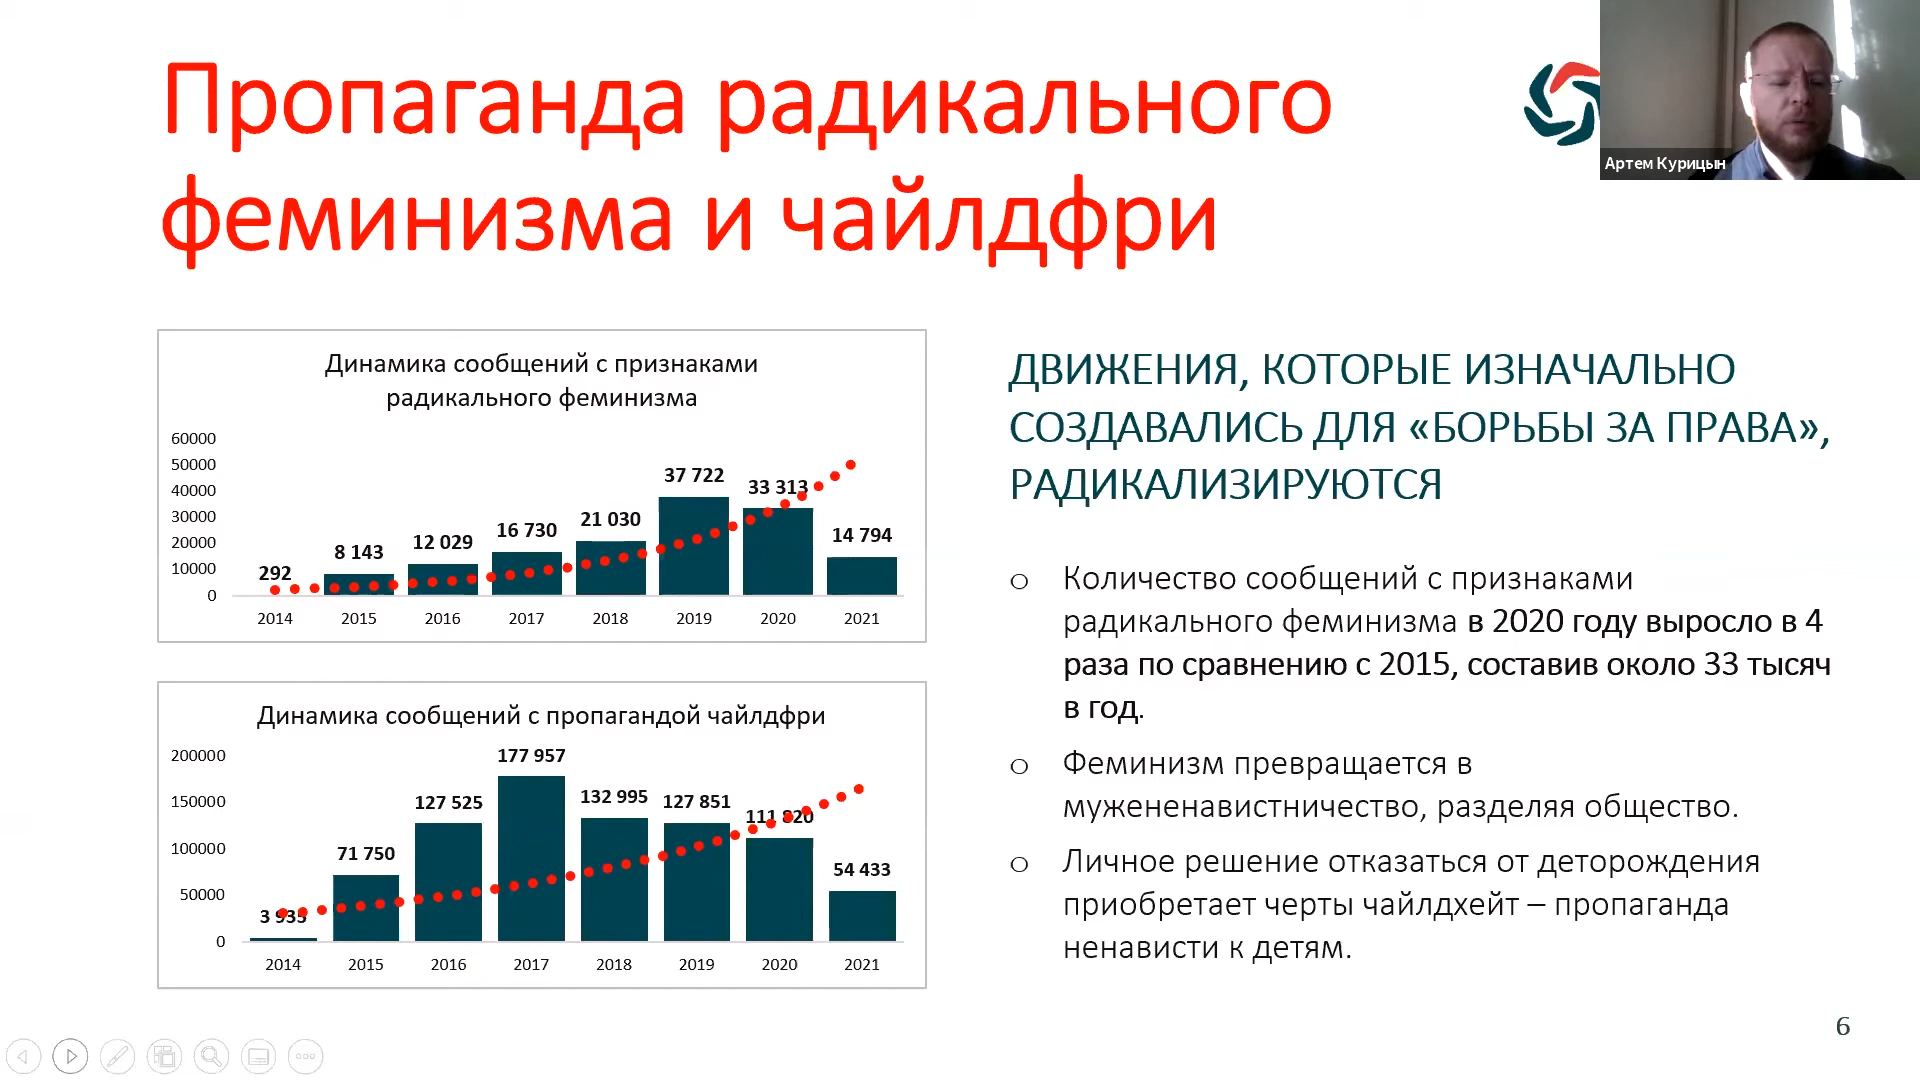 Пропаганда радикального
феминизма и чайлдфри
Артем Курицын
Динамика сообщений с признаками
радикального феминизма
60000
50000
40000
30000
20000
10000
0
292
8 143
12 029
16 730
21 030
37 722
33 313
14 794
2014
2015
2016
2017
2018
2019
2020
2021
Динамика сообщений с пропагандой чайлдфри
200000
150000
100000
50000
0
3 935
71 750
127 525
177 957
132 995
127 851
111 820
54 433
2014
2015
2016
2017
2018
2019
2020
2021
ДВИЖЕНИЯ, КОТОРЫЕ ИЗНАЧАЛЬНО
СОЗДАВАЛИСЬ ДЛЯ «БОРЬБЫ ЗА ПРАВА»,
РАДИКАЛИЗИРУЮТСЯ
o Количество сообщений с признаками
радикального феминизма в 2020 году выросло в 4
раза по сравнению с 2015, составив около 33 тысяч
в год.
o Феминизм превращается в
мужененавистничество, разделяя общество.
o Личное решение отказаться от деторождения
приобретает черты чайлдхейт – пропаганда
ненависти к детям.
6